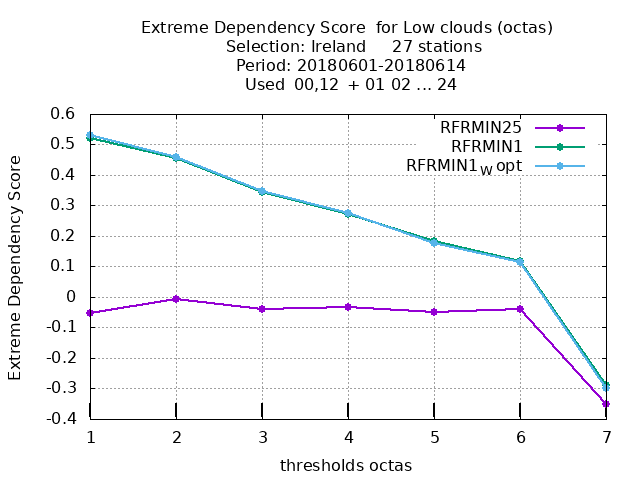 Extreme Dependency Score  for Low clouds (octas)
Selection: Ireland     27 stations
Period: 20180601-20180614
Used  00,12  + 01 02 ... 24
RFRMIN25
RFRMIN1
RFRMIN1w opt
Extreme Dependency Score
0.6
0.5
0.4
0.3
0.2
0.1
0
-0.1
-0.2
-0.3
-0.4
1 2 3 4 5 6 7
thresholds octas